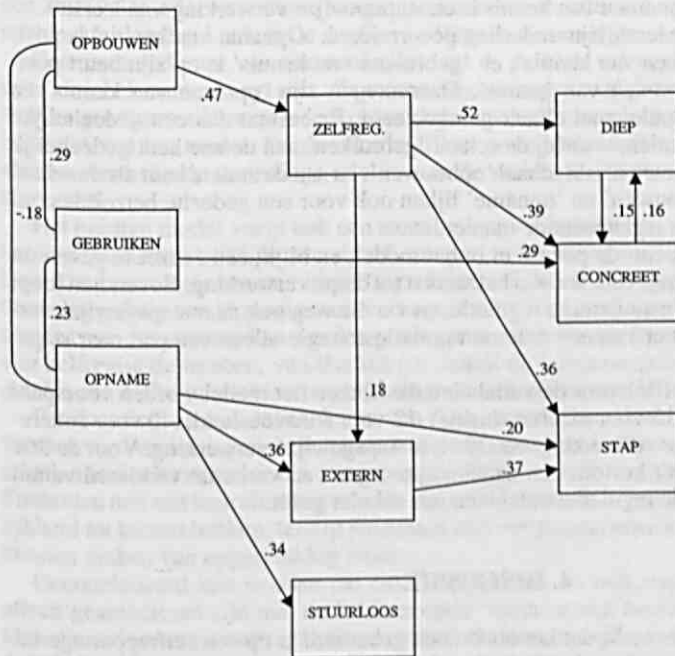 OPBOUWEN
.47
ZELFREG.
.52
DIEP
.29
-.18
GEBRUIKEN
.39
.29
.15
.16
CONCREET
.23
OPNAME
.18
.36
.36
EXTERN
.20
.37
STAP
.34
STUURLOOS